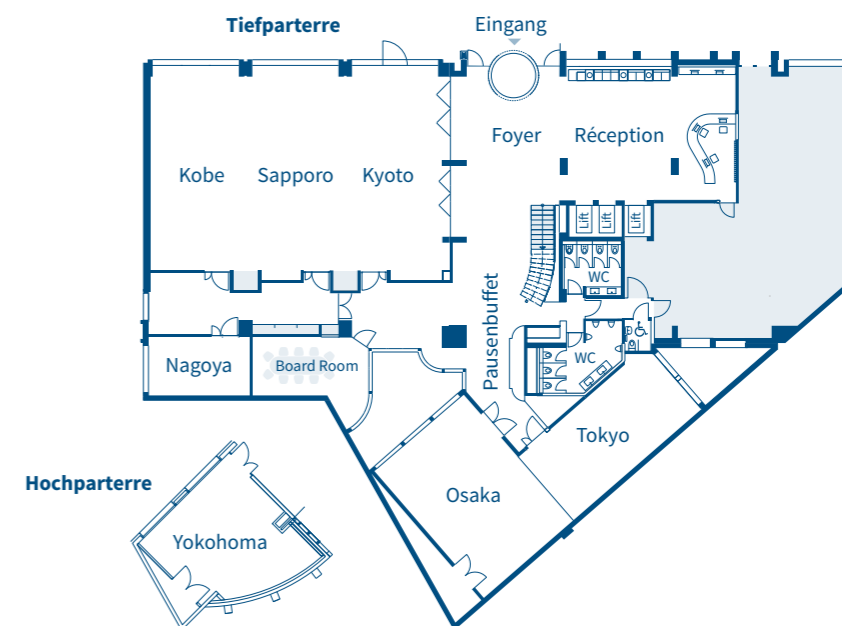 Tiefparterre
Eingang
Foyer
Réception
Kobe
Sapporo
Kyoto
Lift
Lift
Lift
WC
Pausenbuffet
WC
Nagoya
Board Room
Tokyo
Osaka
Hochparterre
Yokohoma